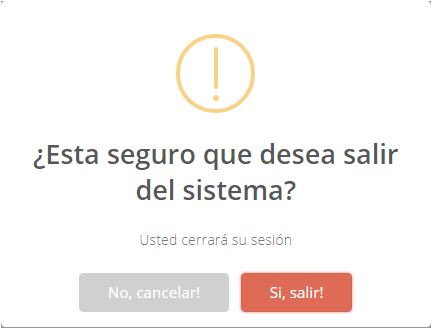 ¿Esta seguro que desea salir
del sistema?
Usted cerrará su sesión
No, cancelar!
Si, salir!